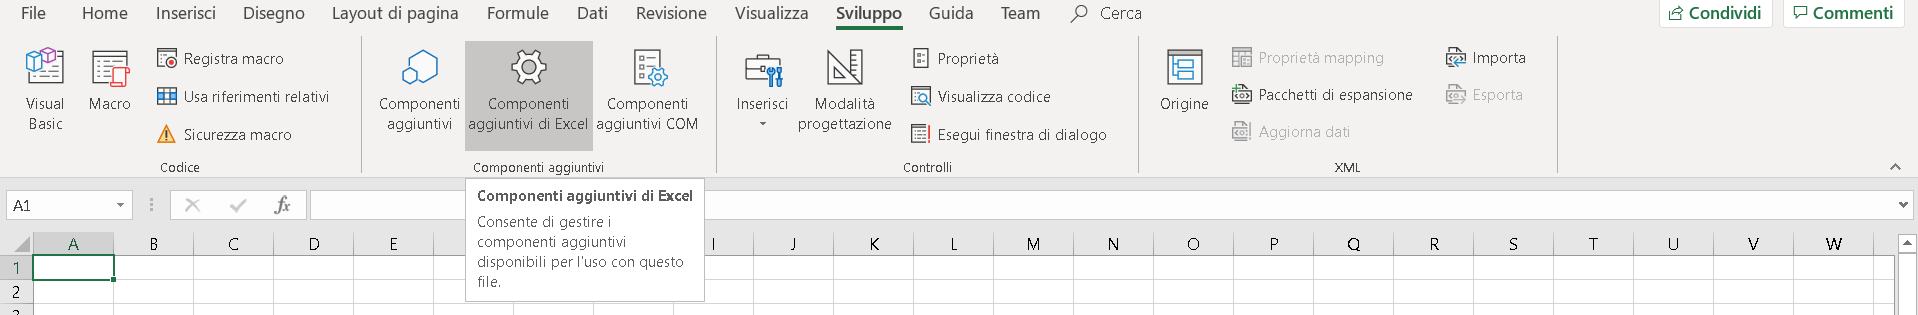 File Home Inserisci Disegno Layout di pagina Formule Dati Revisione Visualizza Sviluppo Guida Team Cerca Condividi Commenti
Visual
Basic
Macro
Registra macro
Usa riferimenti relativi
Sicurezza macro
Codice
Componenti
aggiuntivi
Componenti
aggiuntivi di Excel
Componenti
aggiuntivi COM
Componenti aggiuntivi
Inserisci
Modalità
progettazione
Proprietà
Visualizza codice
Esegui finestra di dialogo
Controlli
Origine
Proprietà mapping
Pacchetti di espansione
Aggiorna dati
Importa
Esporta
XML
A1
fx
Componenti aggiuntivi di Excel
Consente di gestire i
componenti aggiuntivi
disponibili per l'uso con questo
file.
A B C D E I J K L M N O P Q R S T U V W
1
2